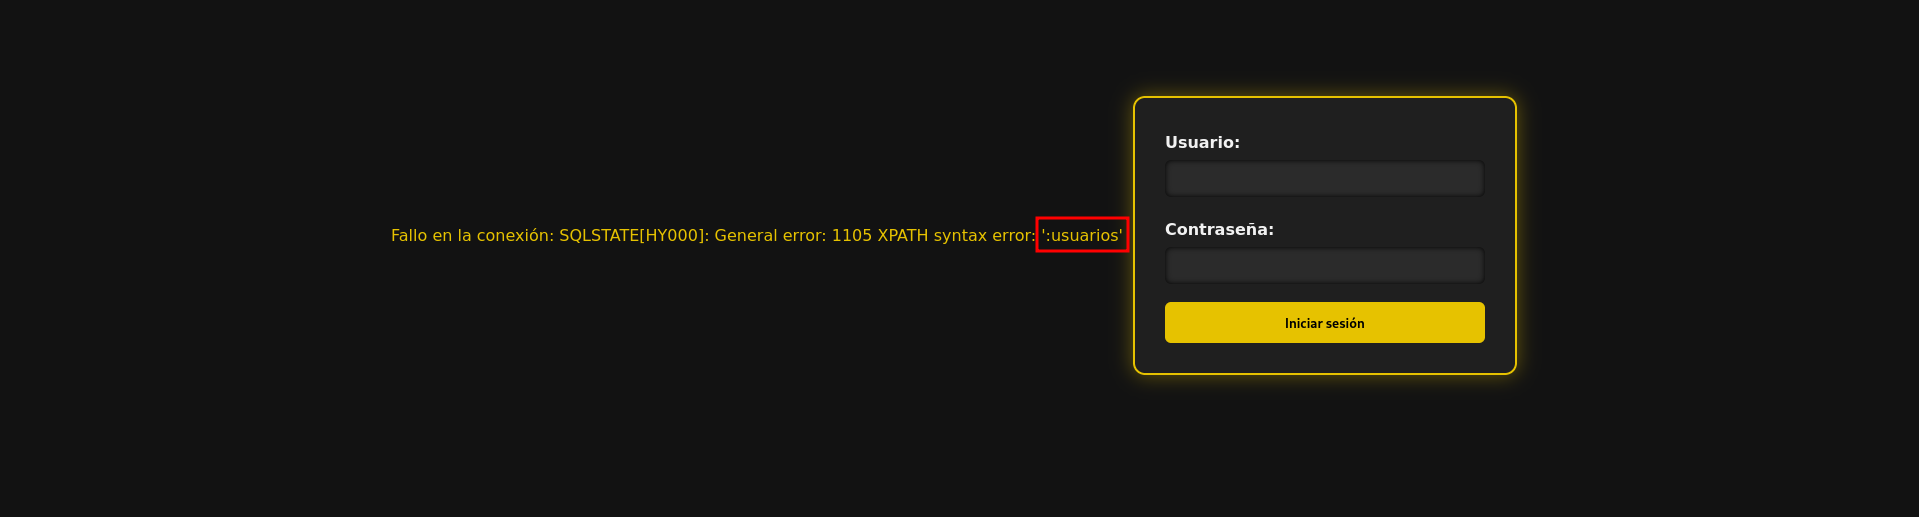 Fallo en la conexión: SQLSTATE[HY000]: General error: 1105 XPATH syntax error: ':usuarios'
Usuario:
Contraseña:
Iniciar sesión